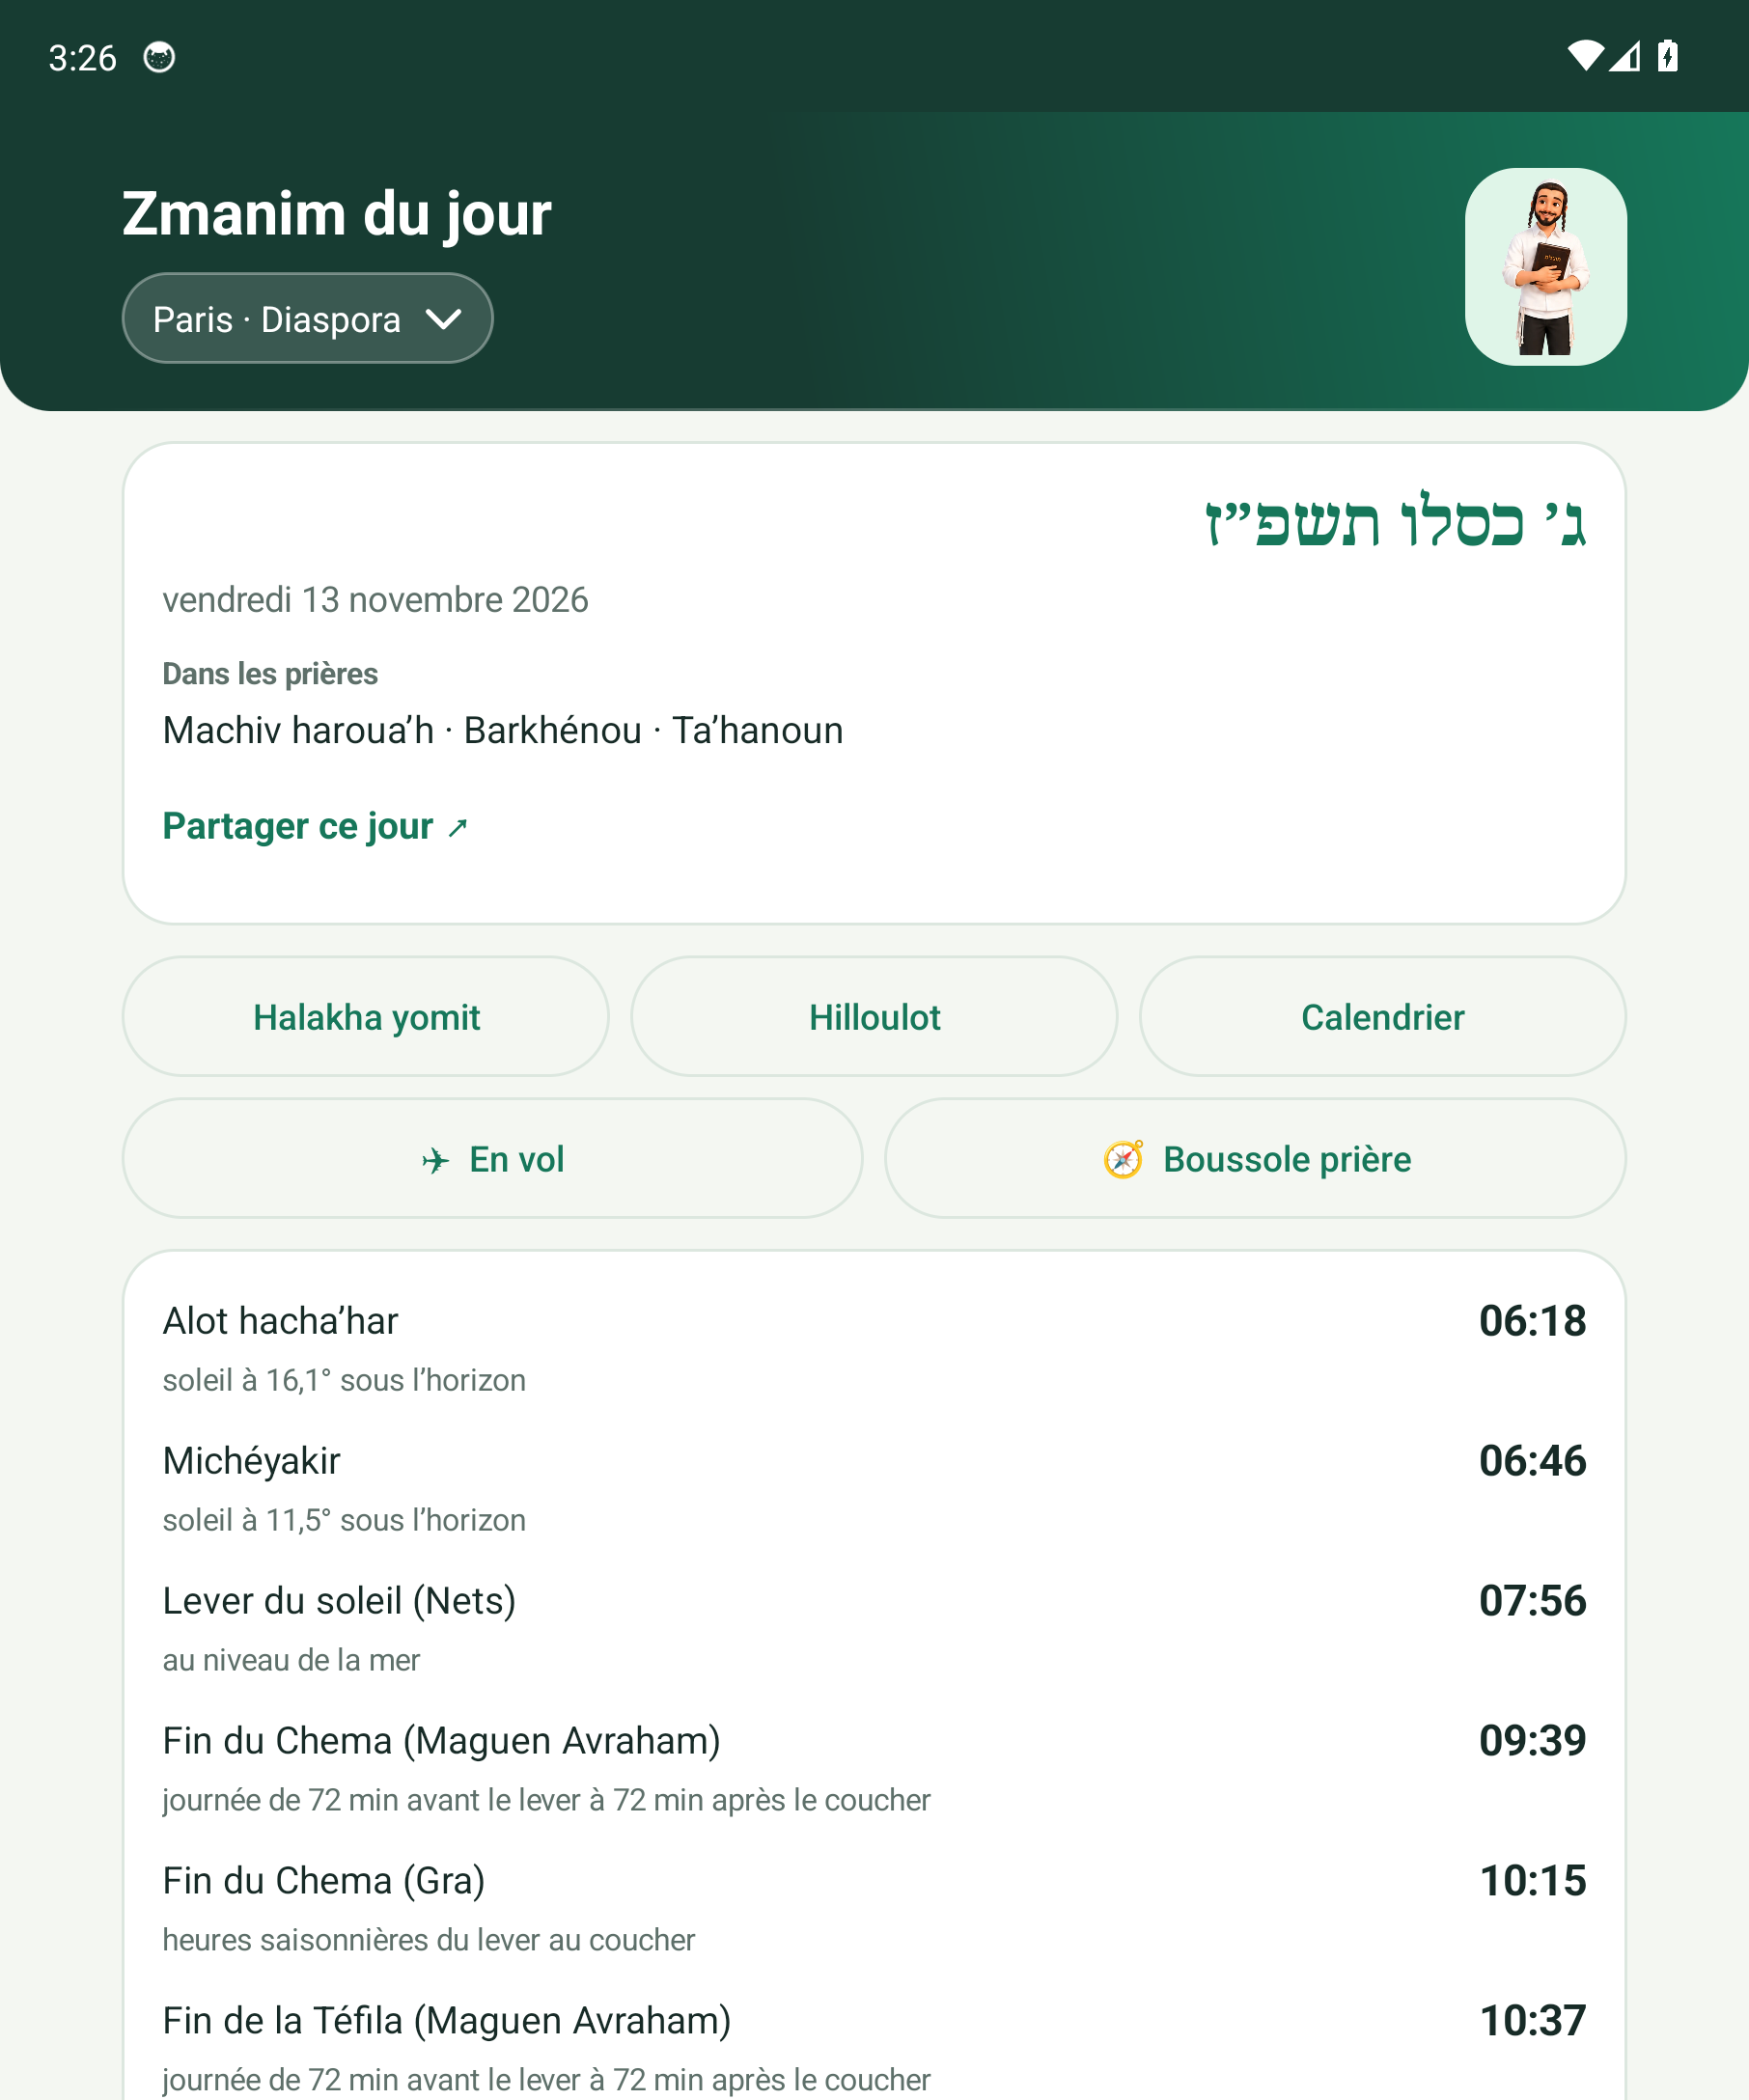 3:26
Zmanim du jour
Paris · Diaspora
ג׳ כסלו תשפ״ז
vendredi 13 novembre 2026
Dans les prières
Machiv haroua’h · Barkhénou · Ta’hanoun
Partager ce jour ↗
Halakha yomit
Hilloulot
Calendrier
✈ En vol
🧭 Boussole prière
Alot hacha’har 06:18
soleil à 16,1° sous l’horizon
Michéyakir 06:46
soleil à 11,5° sous l’horizon
Lever du soleil (Nets) 07:56
au niveau de la mer
Fin du Chema (Maguen Avraham) 09:39
journée de 72 min avant le lever à 72 min après le coucher
Fin du Chema (Gra) 10:15
heures saisonnières du lever au coucher
Fin de la Téfila (Maguen Avraham) 10:37
journée de 72 min avant le lever à 72 min après le coucher